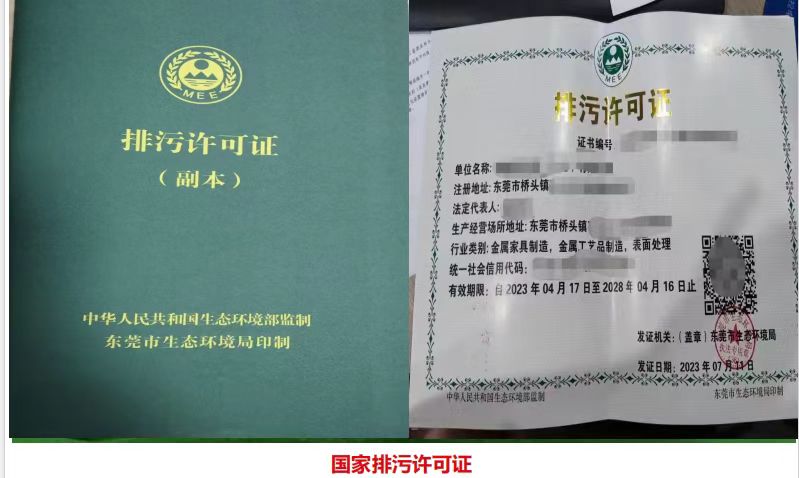 MEE
排污许可证
（副本）
中华人民共和国生态环境部监制
东莞市生态环境局印制
MEE
排污许可证
证书编号
单位名称:
注册地址: 东莞市桥头镇
法定代表人:
生产经营场所地址: 东莞市桥头镇
行业类别: 金属家具制造，金属工艺品制造，表面处理
统一社会信用代码:
有效期限: 自 2023 年 04 月 17 日至 2028 年 04 月 16 日止
发证机关: （盖章）东莞市生态环境局
发证日期: 2023 年 07 月 11 日
中华人民共和国生态环境部监制
东莞市生态环境局印制
国家排污许可证